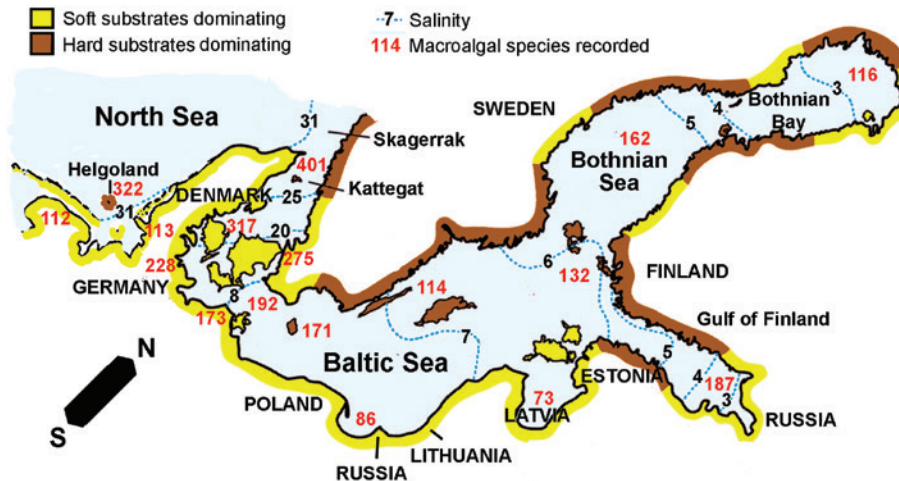 Soft substrates dominating
Hard substrates dominating
7 Salinity
114 Macroalgal species recorded
North Sea
31
Skagerrak
SWEDEN
3
116
4
Bothnian
Bay
5
162
Bothnian
Sea
Helgoland
322
401
Kattegat
DENMARK
25
31
112
113
317
20
228
275
GERMANY
8
192
173
171
114
6
132
FINLAND
7
Baltic Sea
Gulf of Finland
N
S
5
ESTONIA
4
187
3
73
LATVIA
POLAND
86
RUSSIA
LITHUANIA
RUSSIA